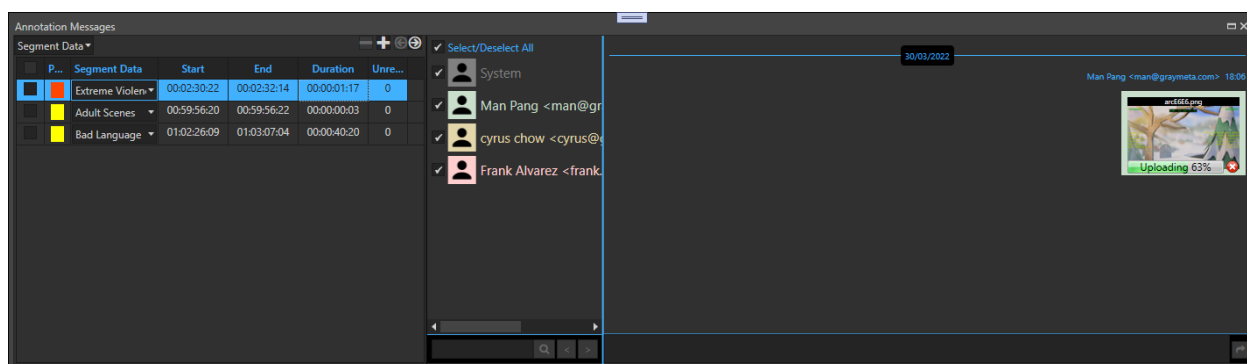 Annotation Messages
Segment Data
P... Segment Data Start End Duration Unre...
Extreme Violen 00:02:30:22 00:02:32:14 00:00:01:17 0
Adult Scenes 00:59:56:20 00:59:56:22 00:00:00:03 0
Bad Language 01:02:26:09 01:03:07:04 00:00:40:20 0
Select/Deselect All
System
Man Pang <man@gr
cyrus chow <cyrus@
Frank Alvarez <frank.
30/03/2022
Man Pang <man@graymeta.com> 18:06
arcE6E6.png
Uploading 63%